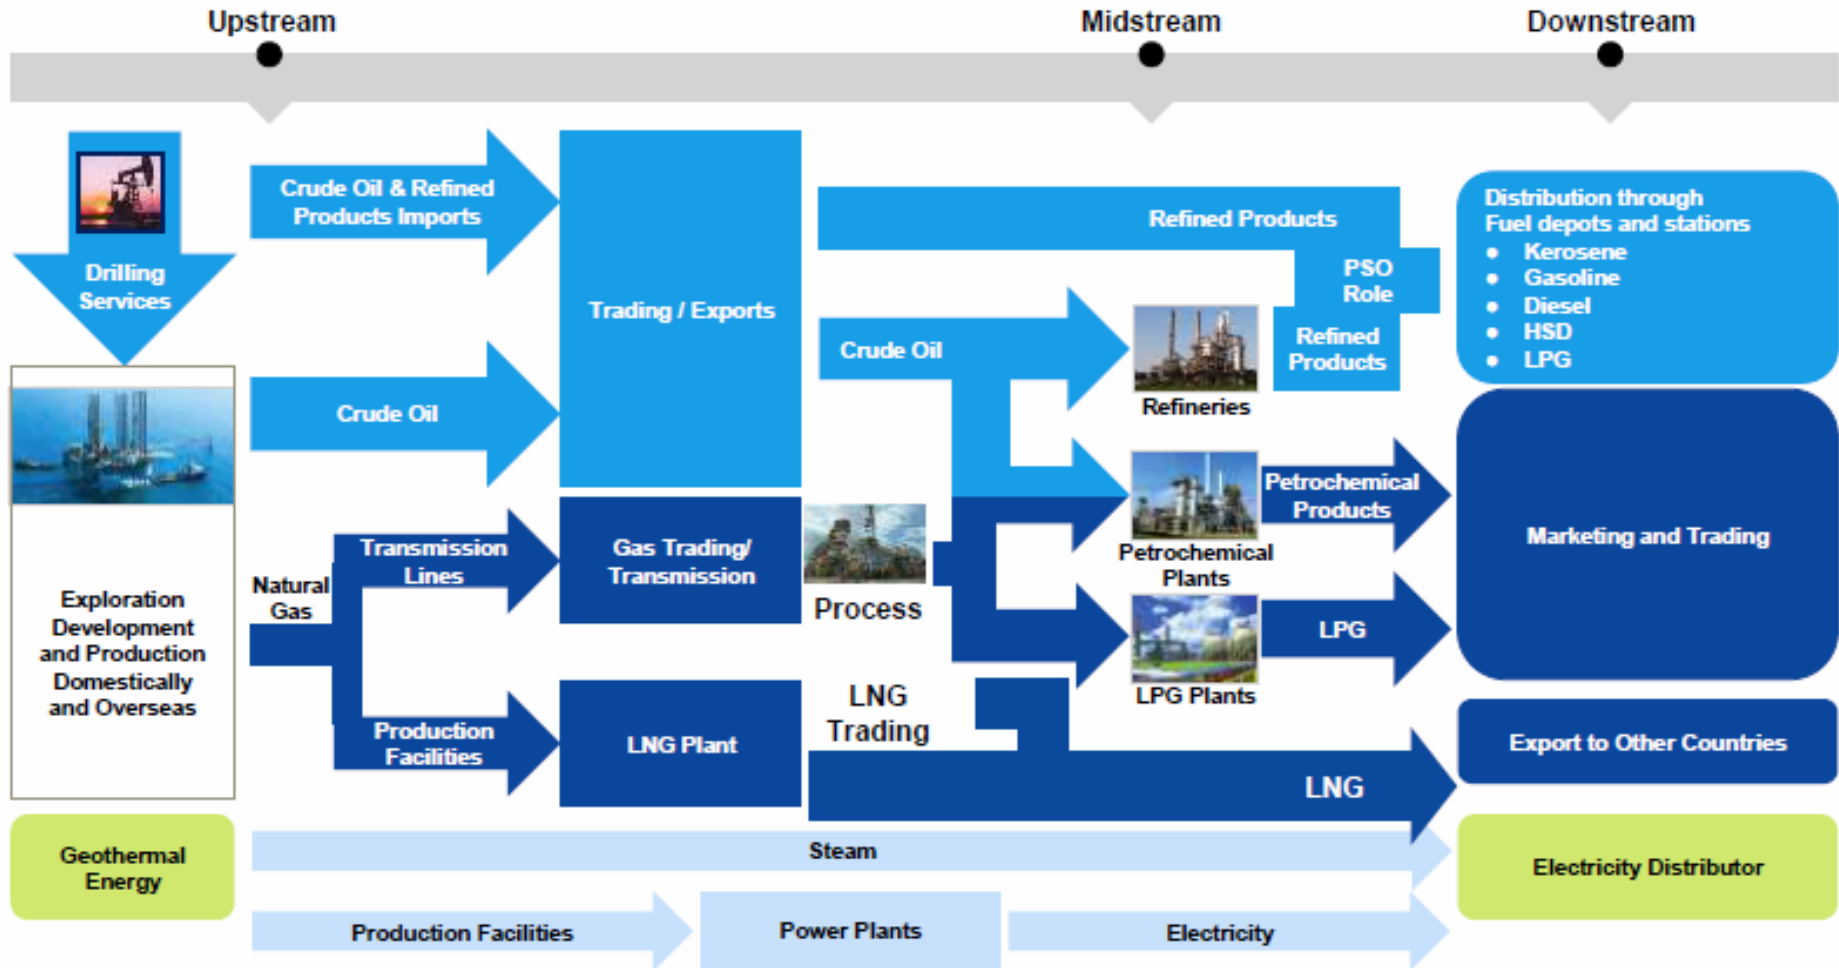 Upstream
Midstream
Downstream
Drilling
Services
Crude Oil & Refined
Products Imports
Crude Oil
Trading / Exports
Refined Products
PSO
Role
Refined
Products
Crude Oil
Refineries
Distribution through
Fuel depots and stations
● Kerosene
● Gasoline
● Diesel
● HSD
● LPG
Exploration
Development
and Production
Domestically
and Overseas
Natural
Gas
Transmission
Lines
Gas Trading/
Transmission
Process
Petrochemical
Plants
Petrochemical
Products
Marketing and Trading
LPG Plants
LPG
Production
Facilities
LNG Plant
LNG
Trading
LNG
Export to Other Countries
Geothermal
Energy
Steam
Electricity Distributor
Production Facilities
Power Plants
Electricity